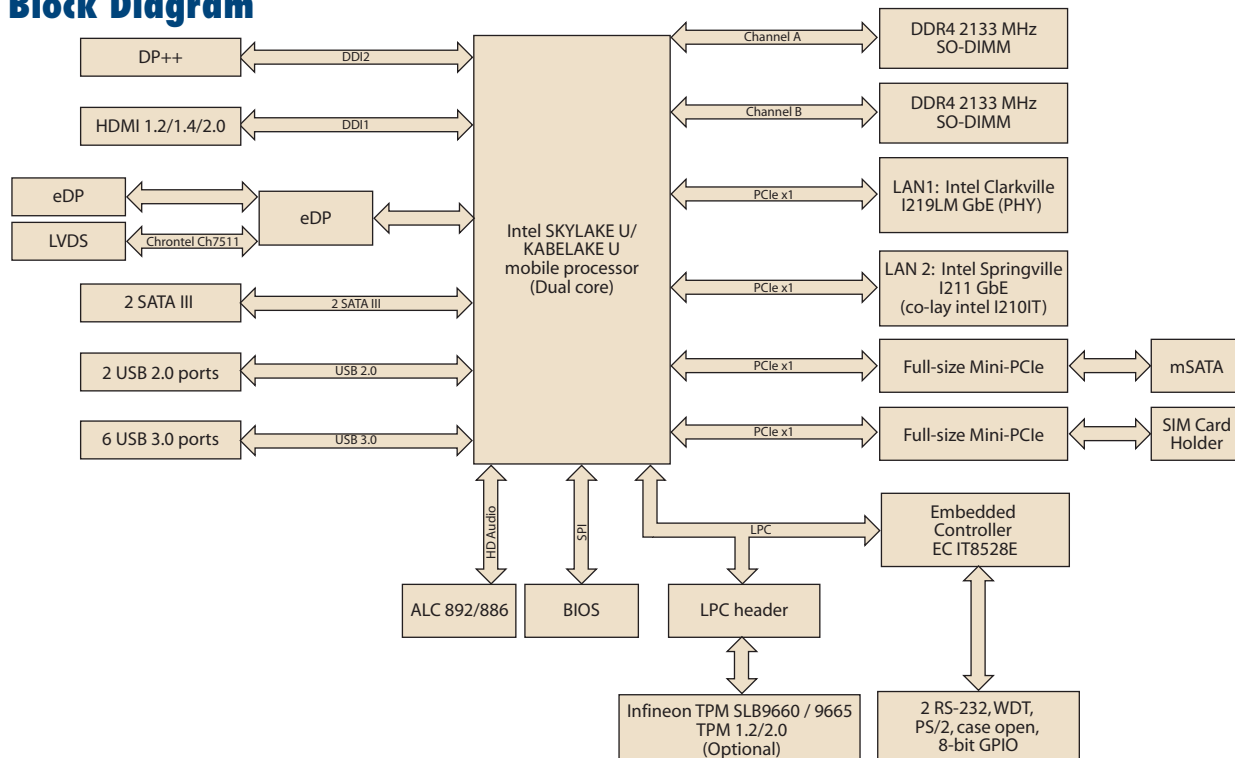 Block Diagram
DP++
DDI2
HDMI 1.2/1.4/2.0
DDI1
eDP
LVDS
Chrontel Ch7511
eDP
2 SATA III
2 SATA III
2 USB 2.0 ports
USB 2.0
6 USB 3.0 ports
USB 3.0
Intel SKYLAKE U/
KABELAKE U
mobile processor
(Dual core)
Channel A
DDR4 2133 MHz
SO-DIMM
Channel B
DDR4 2133 MHz
SO-DIMM
PCIe x1
LAN1: Intel Clarkville
I219LM GbE (PHY)
PCIe x1
LAN 2: Intel Springville
I211 GbE
(co-lay intel I210IT)
PCIe x1
Full-size Mini-PCIe
mSATA
PCIe x1
Full-size Mini-PCIe
SIM Card
Holder
HD Audio
SPI
LPC
Embedded
Controller
EC IT8528E
ALC 892/886
BIOS
LPC header
Infineon TPM SLB9660 / 9665
TPM 1.2/2.0
(Optional)
2 RS-232, WDT,
PS/2, case open,
8-bit GPIO